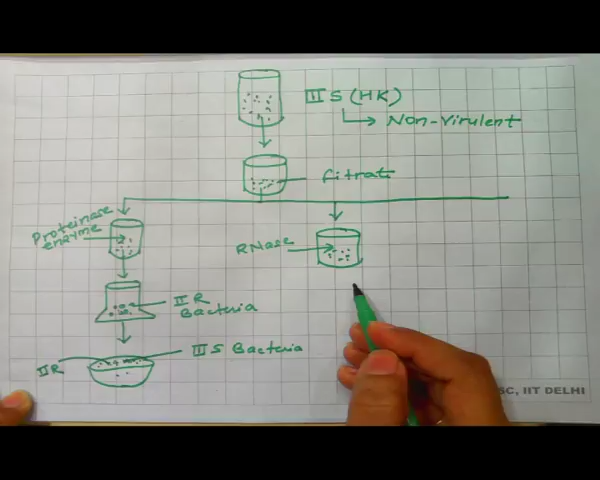 III S (HK)
Non-Virulent
filtrate
Proteinase
enzyme
RNase
II R
Bacteria
III S Bacteria
II R
SC, IIT DELHI